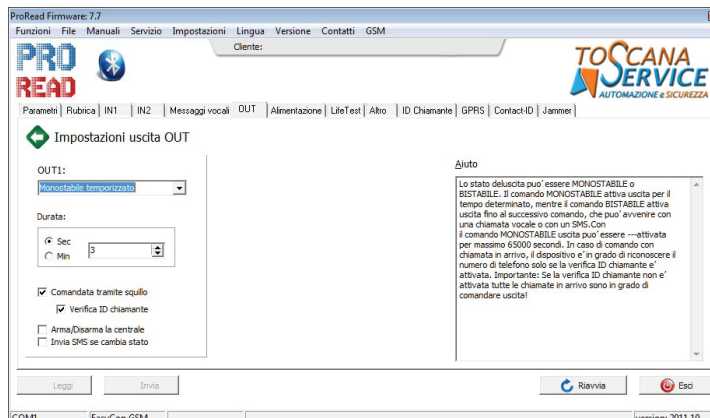 ProRead Firmware: 7.7
Funzioni File Manuali Servizio Impostazioni Lingua Versione Contatti GSM
Cliente:
PRO
READ
TOSCANA
SERVICE
AUTOMAZIONE e SICUREZZA
Parametri Rubrica IN1 IN2 Messaggi vocali OUT Alimentazione LifeTest Altro ID Chiamante GPRS Contact-ID Jammer
Impostazioni uscita OUT
OUT1:
Monostabile temporizzato
Durata:
Sec
Min
3
Comandata tramite squillo
Verifica ID chiamante
Arma/Disarma la centrale
Invia SMS se cambia stato
Aiuto
Lo stato deluscita puo' essere MONOSTABILE o
BISTABILE. Il comando MONOSTABILE attiva uscita per il
tempo determinato, mentre il comando BISTABILE attiva
uscita fino al successivo comando, che puo' avvenire con
una chiamata vocale o con un SMS.Con
il comando MONOSTABILE uscita puo' essere ---attivata
per massimo 65000 secondi. In caso di comando con
chiamata in arrivo, il dispositivo e' in grado di riconoscere il
numero di telefono solo se la verifica ID chiamante e'
attivata. Importante: Se la verifica ID chiamante non e'
attivata tutte le chiamate in arrivo sono in grado di
comandare uscita!
Leggi Invia Riavvia Esci
COM1 EasyCon GSM version: 2011.10